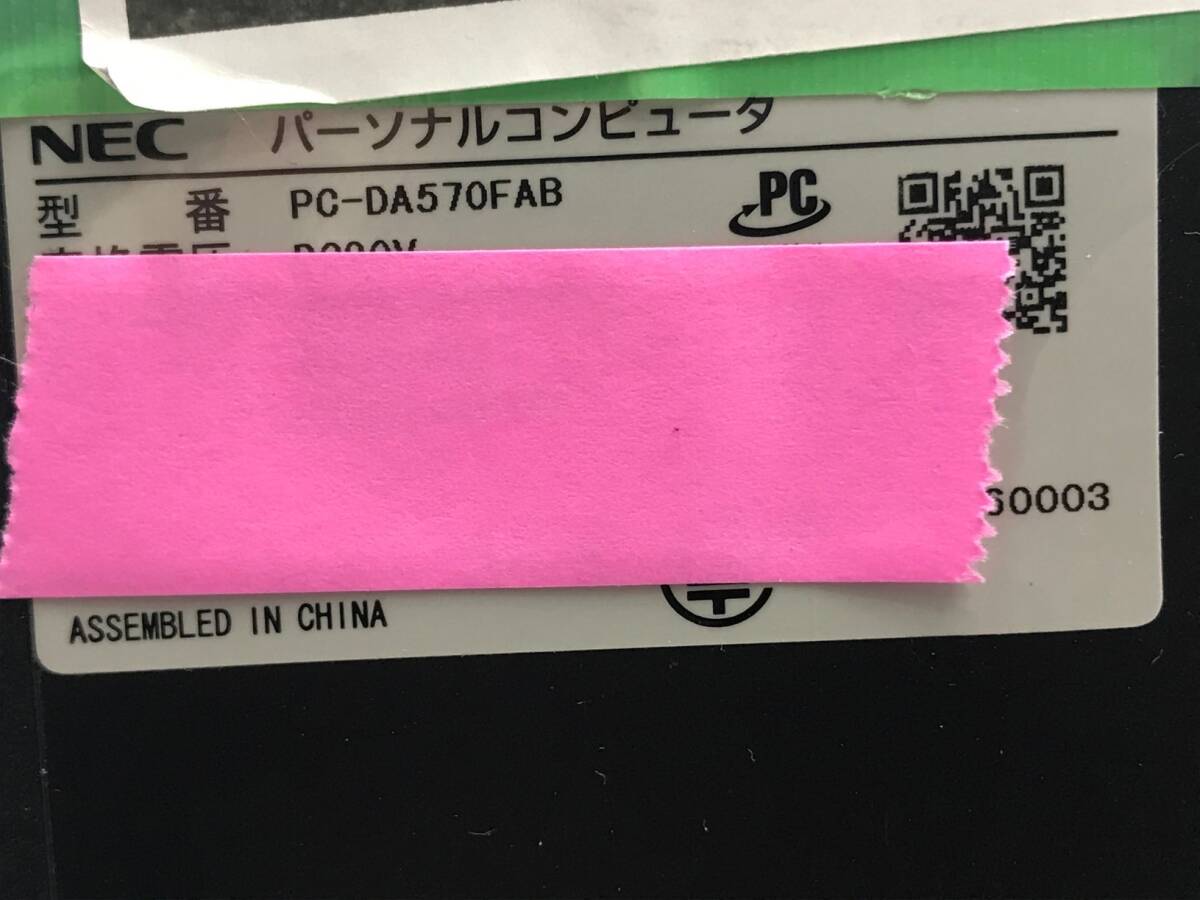 NEC パーソナルコンピュータ
型 番 PC-DA570FAB
PC
0003
ASSEMBLED IN CHINA